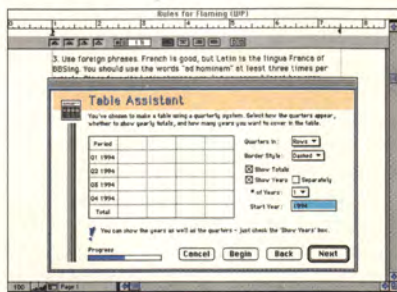 Rules for Flaming (WP)
3. Use foreign phrases. French is good, but Latin is the lingua franca of
BBSing. You should use the words "ad hominem" at least three times per
Table Assistant
You've chosen to make a table using a quarterly system. Select how the quarters appear,
whether to show yearly totals, and how many years you want to cover in the table.
Period
Q1 1994
Q2 1994
Q3 1994
Q4 1994
Total
Quarters in: Rows
Border Style: Dashed
Show Totals
Show Years Separately
# of Years: 1
Start Year: 1994
You can show the years as well as the quarters - just check the 'Show Years' box.
Progress
Cancel Begin Back Next
100 Page 1